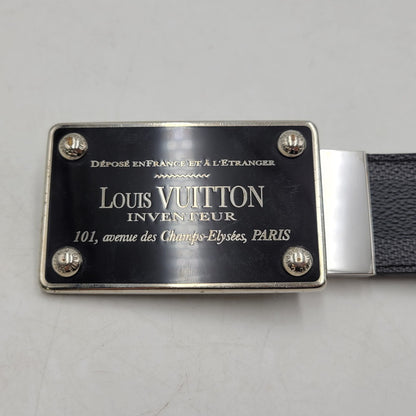 DÉPOSÉ EN FRANCE ET À L'ETRANGER
LOUIS VUITTON
INVENTEUR
101, avenue des Champs-Elysées, PARIS